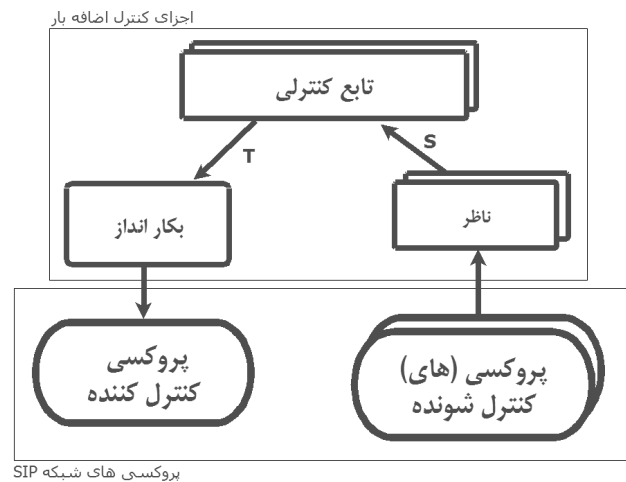 اجزای کنترل اضافه بار
تابع کنترلی
T
S
بکار انداز
ناظر
پروکسی
کنترل کننده
پروکسی (های)
کنترل شونده
پروکسی های شبکه SIP